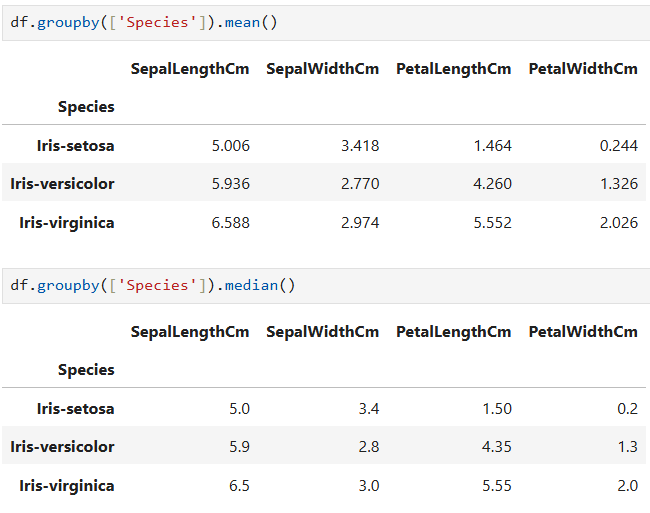 df.groupby(['Species']).mean()
SepalLengthCm SepalWidthCm PetalLengthCm PetalWidthCm
Species
Iris-setosa 5.006 3.418 1.464 0.244
Iris-versicolor 5.936 2.770 4.260 1.326
Iris-virginica 6.588 2.974 5.552 2.026
df.groupby(['Species']).median()
SepalLengthCm SepalWidthCm PetalLengthCm PetalWidthCm
Species
Iris-setosa 5.0 3.4 1.50 0.2
Iris-versicolor 5.9 2.8 4.35 1.3
Iris-virginica 6.5 3.0 5.55 2.0